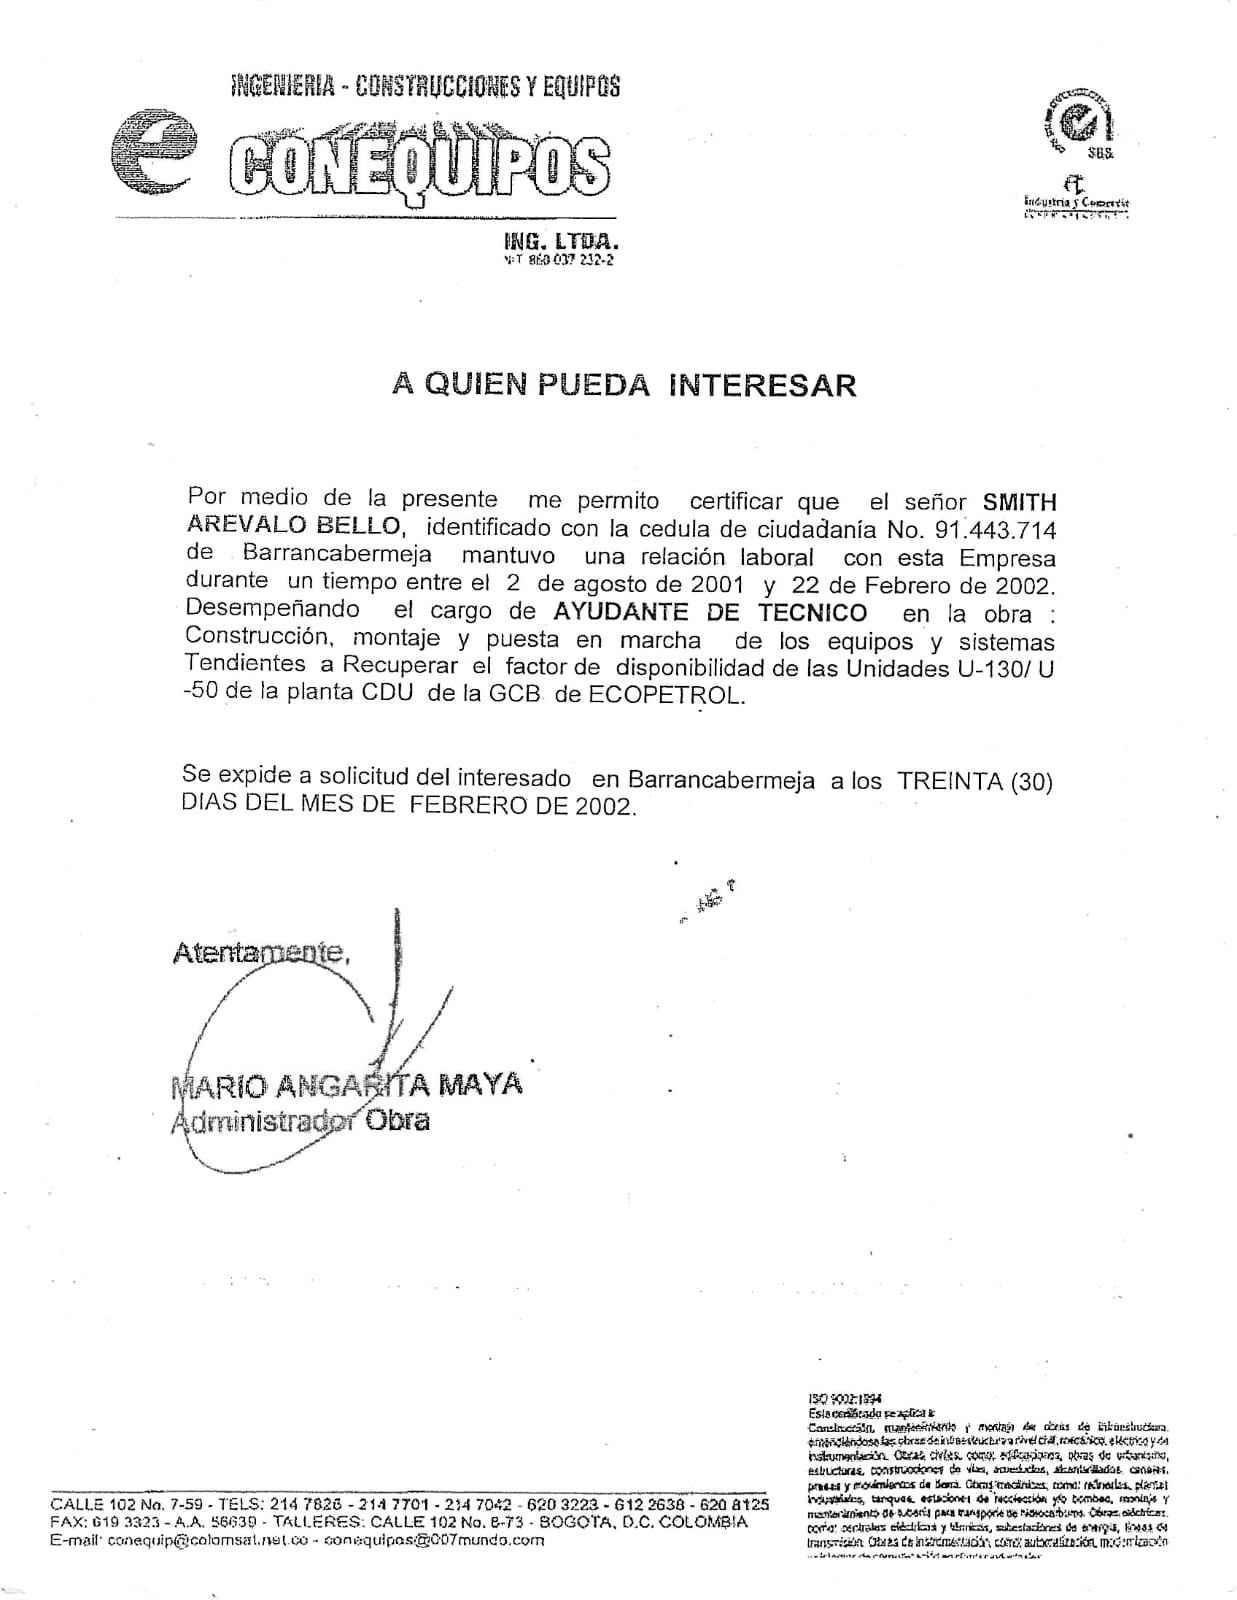 INGENIERIA - CONSTRUCCIONES Y EQUIPOS
e CONEQUIPOS
ING. LTDA.
NIT 860 037 232-2
SGS
Industria y Comercio
A QUIEN PUEDA INTERESAR
Por medio de la presente me permito certificar que el señor SMITH
AREVALO BELLO, identificado con la cedula de ciudadanía No. 91.443.714
de Barrancabermeja mantuvo una relación laboral con esta Empresa
durante un tiempo entre el 2 de agosto de 2001 y 22 de Febrero de 2002.
Desempeñando el cargo de AYUDANTE DE TECNICO en la obra :
Construcción, montaje y puesta en marcha de los equipos y sistemas
Tendientes a Recuperar el factor de disponibilidad de las Unidades U-130/ U
-50 de la planta CDU de la GCB de ECOPETROL.
Se expide a solicitud del interesado en Barrancabermeja a los TREINTA (30)
DIAS DEL MES DE FEBRERO DE 2002.
Atentamente,
MARIO ANGARITA MAYA
Administrador Obra
CALLE 102 No. 7-59 - TELS: 214 7826 - 214 7701 - 214 7042 - 620 3223 - 612 2638 - 620 8125
FAX: 619 3323 - A.A. 56639 - TALLERES: CALLE 102 No. 8-73 - BOGOTA, D.C. COLOMBIA
E-mail: conequip@colomsat.net.co - conequipos@007mundo.com
ISO 9002:1994
Este certificado se aplica a:
Construcción, mantenimiento y montaje de obras de infraestructura,
entendiéndose las obras de infraestructura a nivel civil, mecánico, eléctrico y de
instrumentación. Obras civiles, como: edificaciones, obras de urbanismo,
estructuras, construcciones de vías, acueductos, alcantarillados, canales,
presas y movimientos de tierra. Obras mecánicas, como: refinerías, plantas
industriales, tanques, estaciones de recolección y/o bombeo, montaje y
mantenimiento de tubería para transporte de hidrocarburos. Obras eléctricas,
como: centrales eléctricas y térmicas, subestaciones de energía, líneas de
transmisión. Obras de instrumentación, como: automatización, modernización